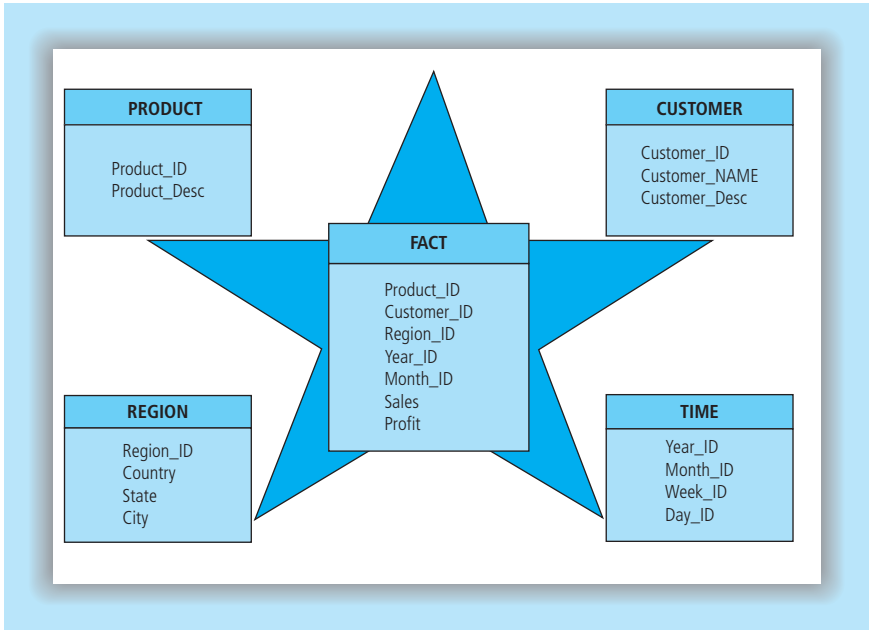 PRODUCT
Product_ID
Product_Desc
CUSTOMER
Customer_ID
Customer_NAME
Customer_Desc
FACT
Product_ID
Customer_ID
Region_ID
Year_ID
Month_ID
Sales
Profit
REGION
Region_ID
Country
State
City
TIME
Year_ID
Month_ID
Week_ID
Day_ID